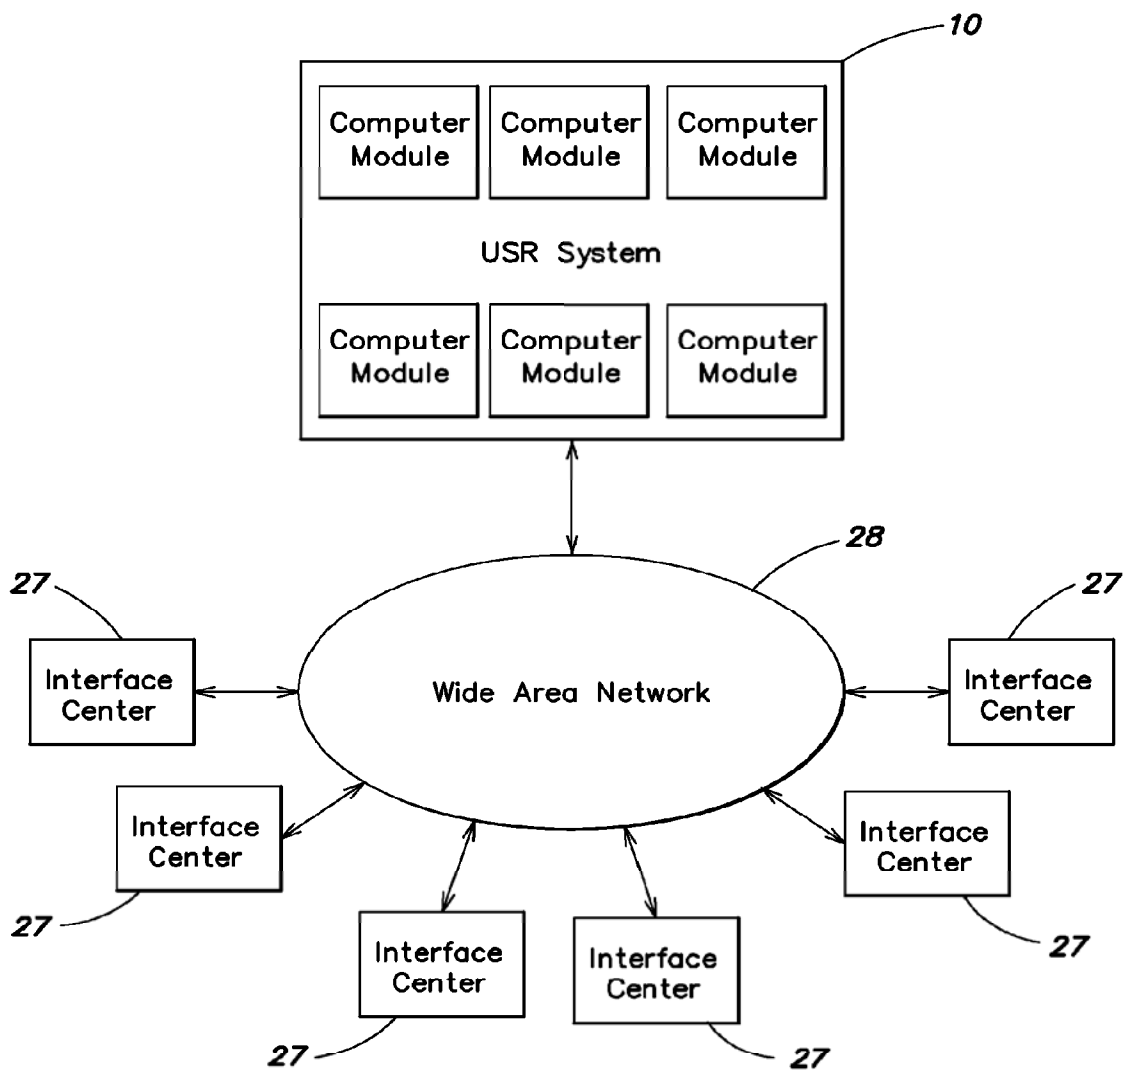 10
Computer
Module
Computer
Module
Computer
Module
USR System
Computer
Module
Computer
Module
Computer
Module
28
27
27
Interface
Center
Wide Area Network
Interface
Center
Interface
Center
27
Interface
Center
27
Interface
Center
27
Interface
Center
27